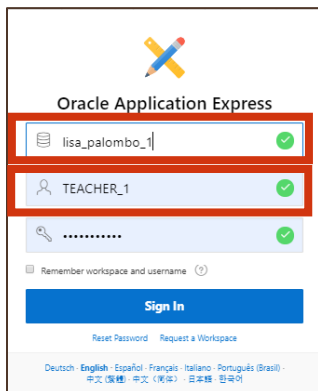 Oracle Application Express
lisa_palombo_1
TEACHER_1
•••••••••••
Remember workspace and username ?
Sign In
Reset Password Request a Workspace
Deutsch · English · Español · Français · Italiano · Português (Brasil) ·
中文 (繁體) · 中文 (简体) · 日本語 · 한국어